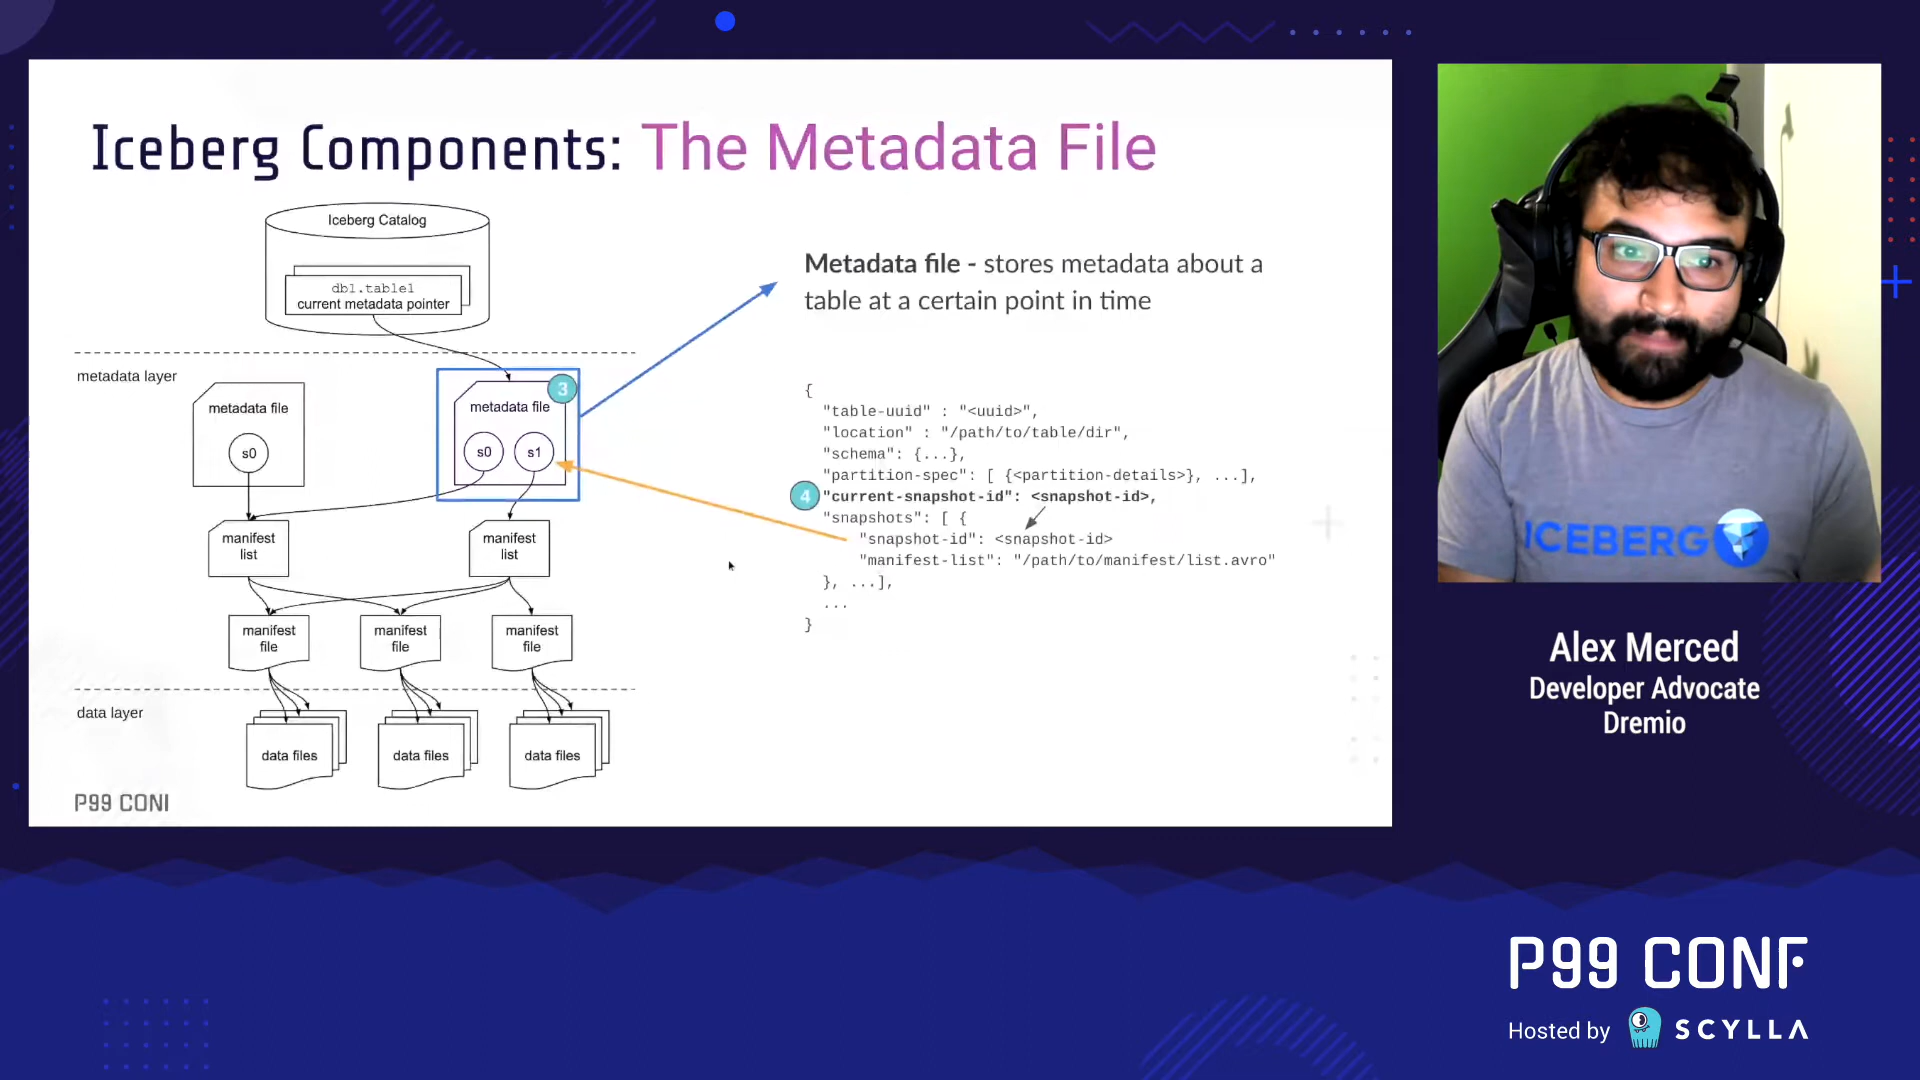 Iceberg Components: The Metadata File
Iceberg Catalog
db1.table1
current metadata pointer
metadata layer
metadata file
s0
metadata file
3
s0
s1
manifest
list
manifest
list
manifest
file
manifest
file
manifest
file
data layer
data files
data files
data files
P99 CONI
Metadata file - stores metadata about a
table at a certain point in time
{
"table-uuid" : "<uuid>",
"location" : "/path/to/table/dir",
"schema": {...},
"partition-spec": [ {<partition-details>}, ...],
4
"current-snapshot-id": <snapshot-id>,
"snapshots": [ {
"snapshot-id": <snapshot-id>
"manifest-list": "/path/to/manifest/list.avro"
}, ...],
...
}
ICEBERG
Alex Merced
Developer Advocate
Dremio
P99 CONF
Hosted by SCYLLA